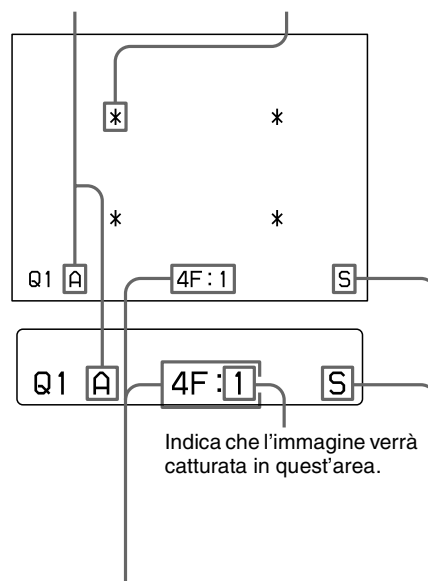 * *
* *
Q1 A 4F:1 S
Q1 A 4F:1 S
Indica che l'immagine verrà
catturata in quest'area.